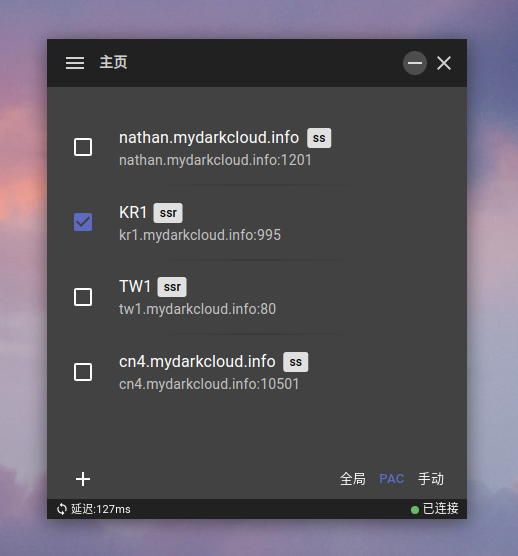 主页
nathan.mydarkcloud.info ss
nathan.mydarkcloud.info:1201
KR1 ssr
kr1.mydarkcloud.info:995
TW1 ssr
tw1.mydarkcloud.info:80
cn4.mydarkcloud.info ss
cn4.mydarkcloud.info:10501
全局 PAC 手动
延迟:127ms 已连接